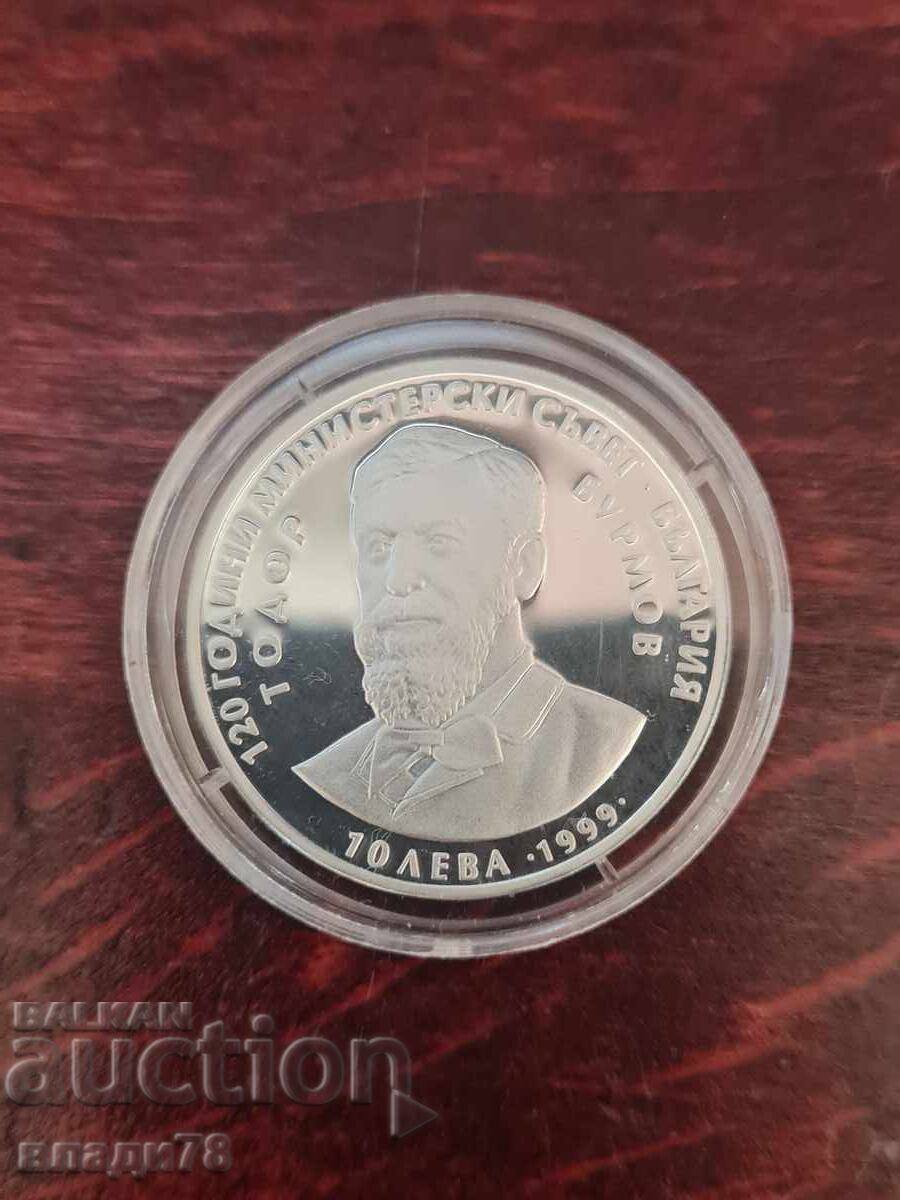 120 ГОДИНИ МИНИСТЕРСКИ СЪВЕТ · БЪЛГАРИЯ
ТОДОР
БУРМОВ
10 ЛЕВА · 1999 ·
BALKAN
auction
влади78